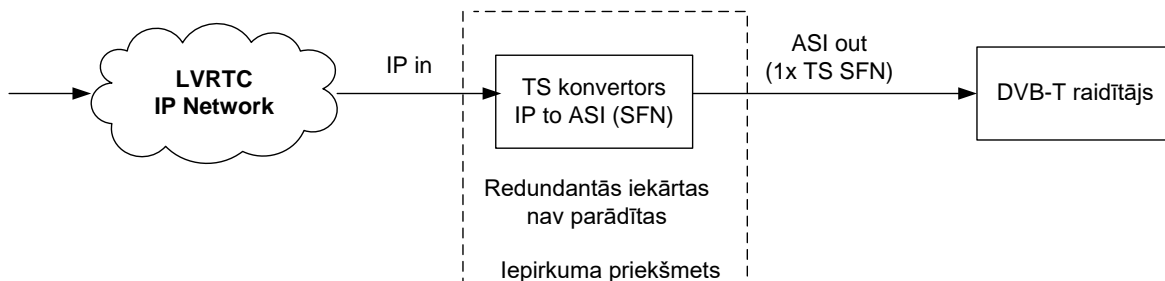 LVRTC
IP Network
IP in
TS konvertors
IP to ASI (SFN)
ASI out
(1x TS SFN)
DVB-T raidītājs
Redundantās iekārtas
nav parādītas
Iepirkuma priekšmets